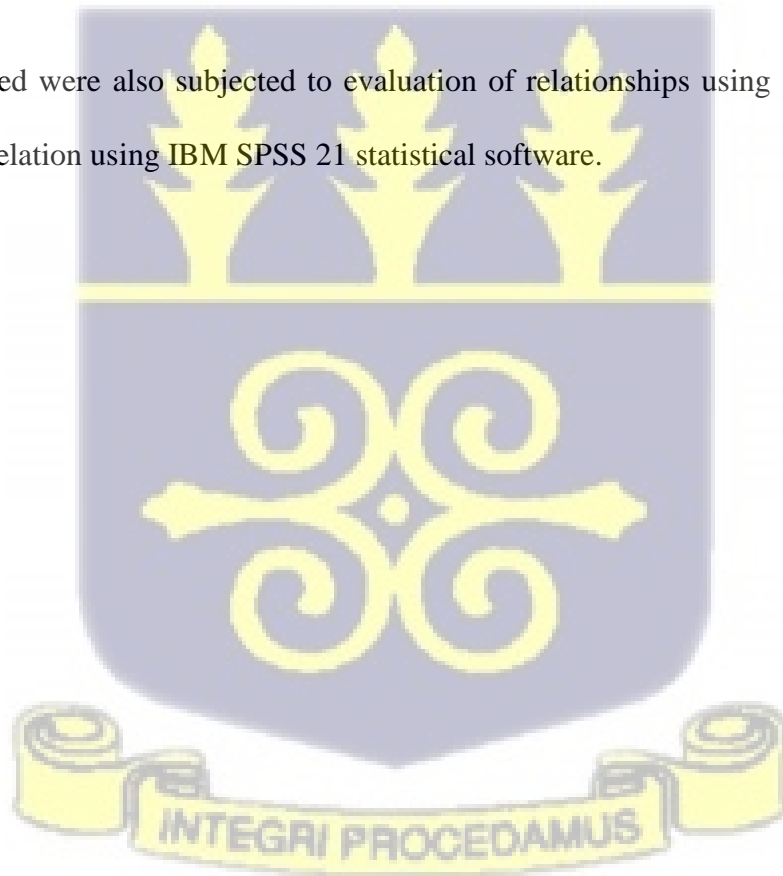 ed were also subjected to evaluation of relationships using
elation using IBM SPSS 21 statistical software.
INTEGRI PROCEDAMUS